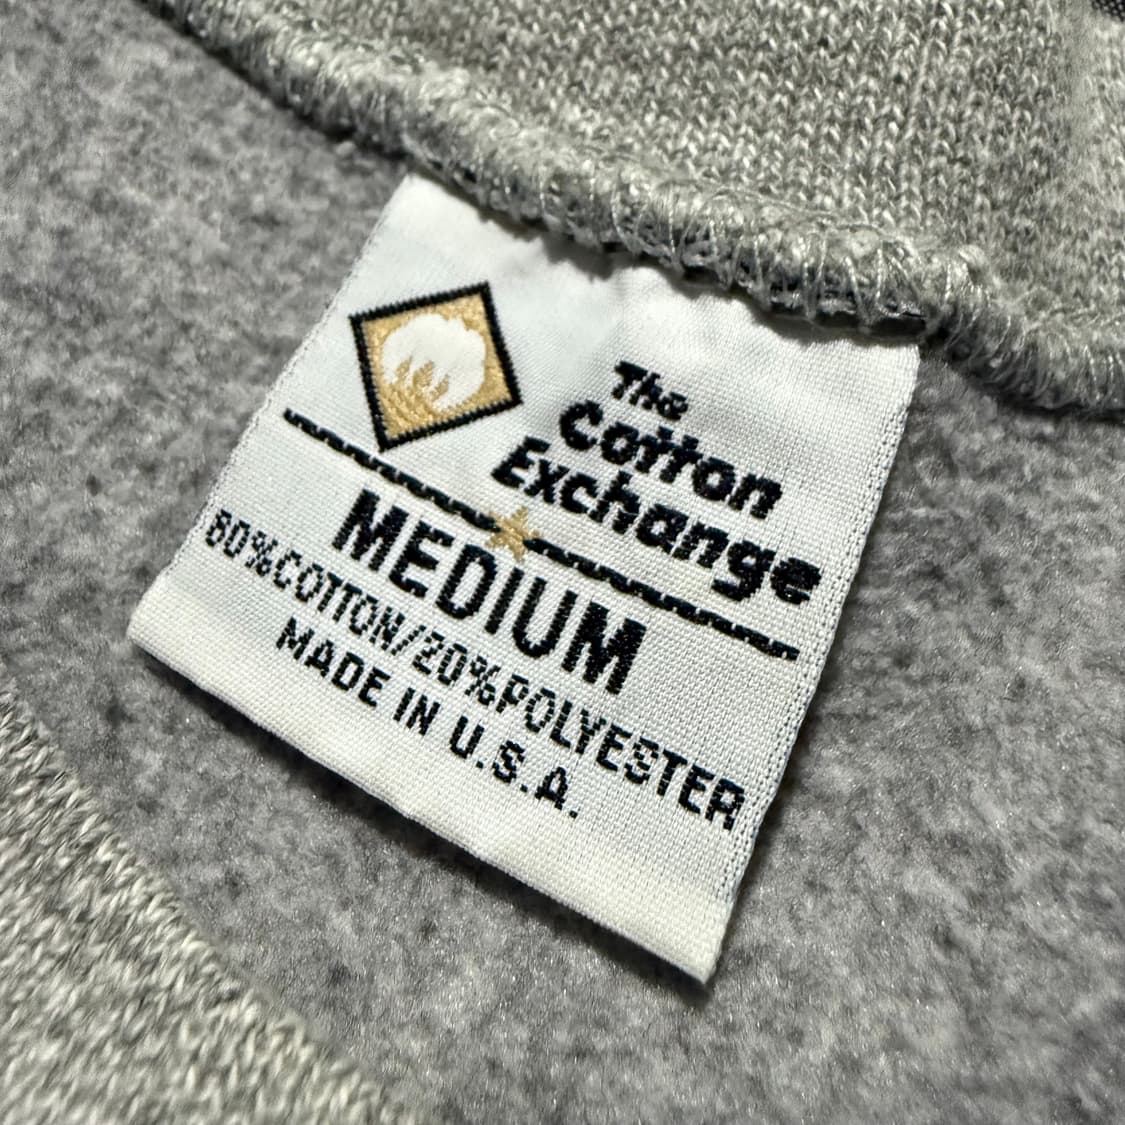 The
Cotton
Exchange
MEDIUM
80%COTTON/20%POLYESTER
MADE IN U.S.A.